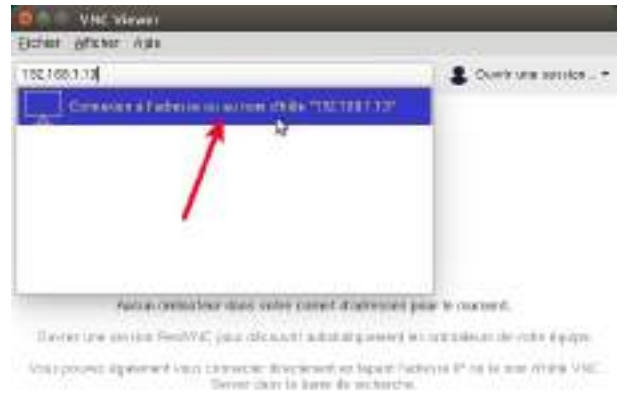 VNC Viewer
Fichier Afficher Aide
192.168.1.13
Ouvrir une session...
Connexion à l'adresse ou au nom d'hôte "192.168.1.13"
Aucun ordinateur dans votre carnet d'adresses pour le moment.
Ouvrez une session RealVNC pour découvrir automatiquement les ordinateurs de votre équipe.
Vous pouvez également vous connecter directement en tapant l'adresse IP ou le nom d'hôte VNC
Server dans la barre de recherche.